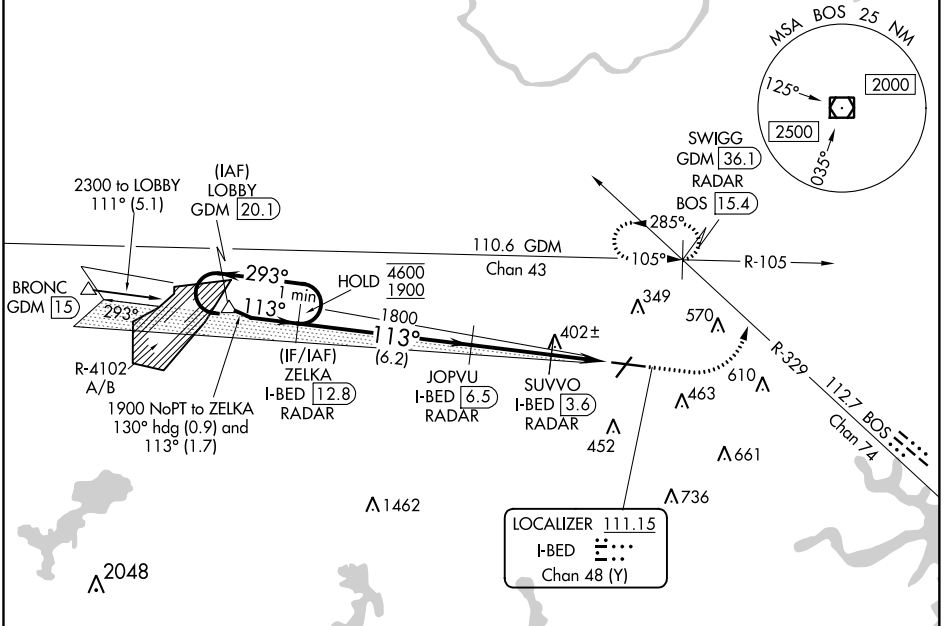 MSA BOS 25 NM
125°
2000
2500
035°
SWIGG
GDM 36.1
RADAR
BOS 15.4
(IAF)
LOBBY
GDM 20.1
2300 to LOBBY
111° (5.1)
285°
105°
110.6 GDM
Chan 43
R-105
BRONC
GDM 15
293°
293°
1 min
113°
HOLD
4600
1900
1800
113°
(6.2)
349
570
402±
R-4102
A/B
(IF/IAF)
ZELKA
I-BED 12.8
RADAR
JOPVU
I-BED 6.5
RADAR
SUVVO
I-BED 3.6
RADAR
R-329
610
463
112.7 BOS
Chan 74
1900 NoPT to ZELKA
130° hdg (0.9) and
113° (1.7)
452
661
1462
736
LOCALIZER 111.15
I-BED
Chan 48 (Y)
2048